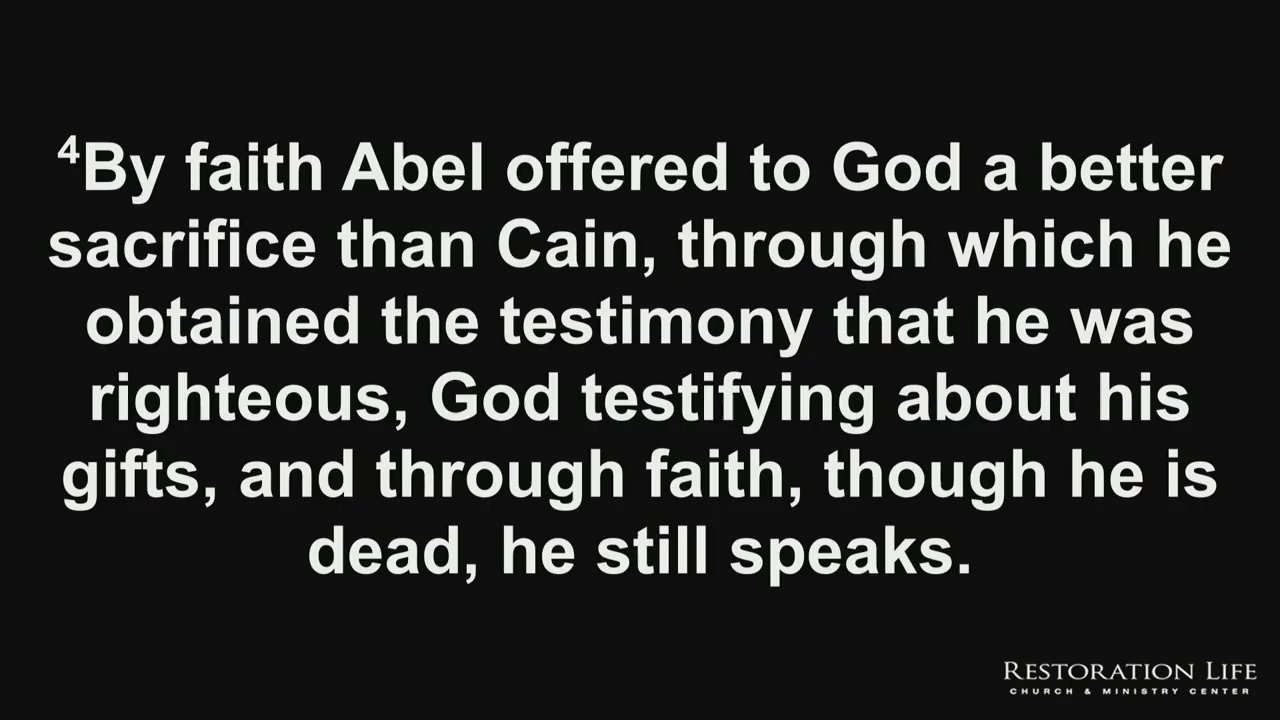 ⁴By faith Abel offered to God a better
sacrifice than Cain, through which he
obtained the testimony that he was
righteous, God testifying about his
gifts, and through faith, though he is
dead, he still speaks.
RESTORATION LIFE
CHURCH & MINISTRY CENTER